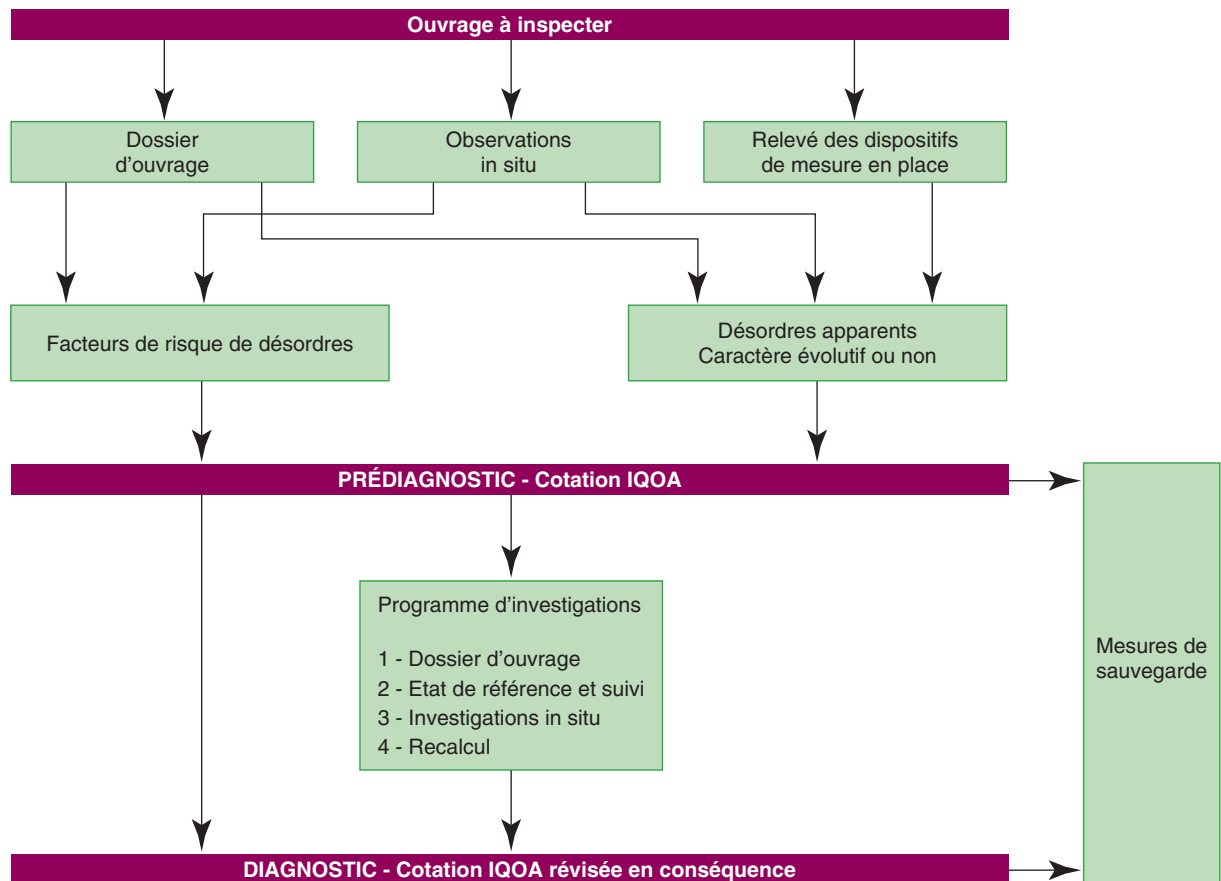 Ouvrage à inspecter
Dossier
d'ouvrage
Observations
in situ
Relevé des dispositifs
de mesure en place
Facteurs de risque de désordres
Désordres apparents
Caractère évolutif ou non
PRÉDIAGNOSTIC - Cotation IQOA
Programme d'investigations
1 - Dossier d'ouvrage
2 - Etat de référence et suivi
3 - Investigations in situ
4 - Recalcul
Mesures de
sauvegarde
DIAGNOSTIC - Cotation IQOA révisée en conséquence